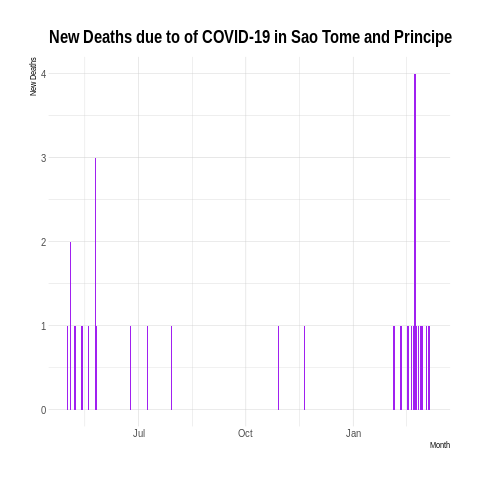 New Deaths due to of COVID-19 in Sao Tome and Principe
New Deaths
4
3
2
1
0
Jul Oct Jan
Month